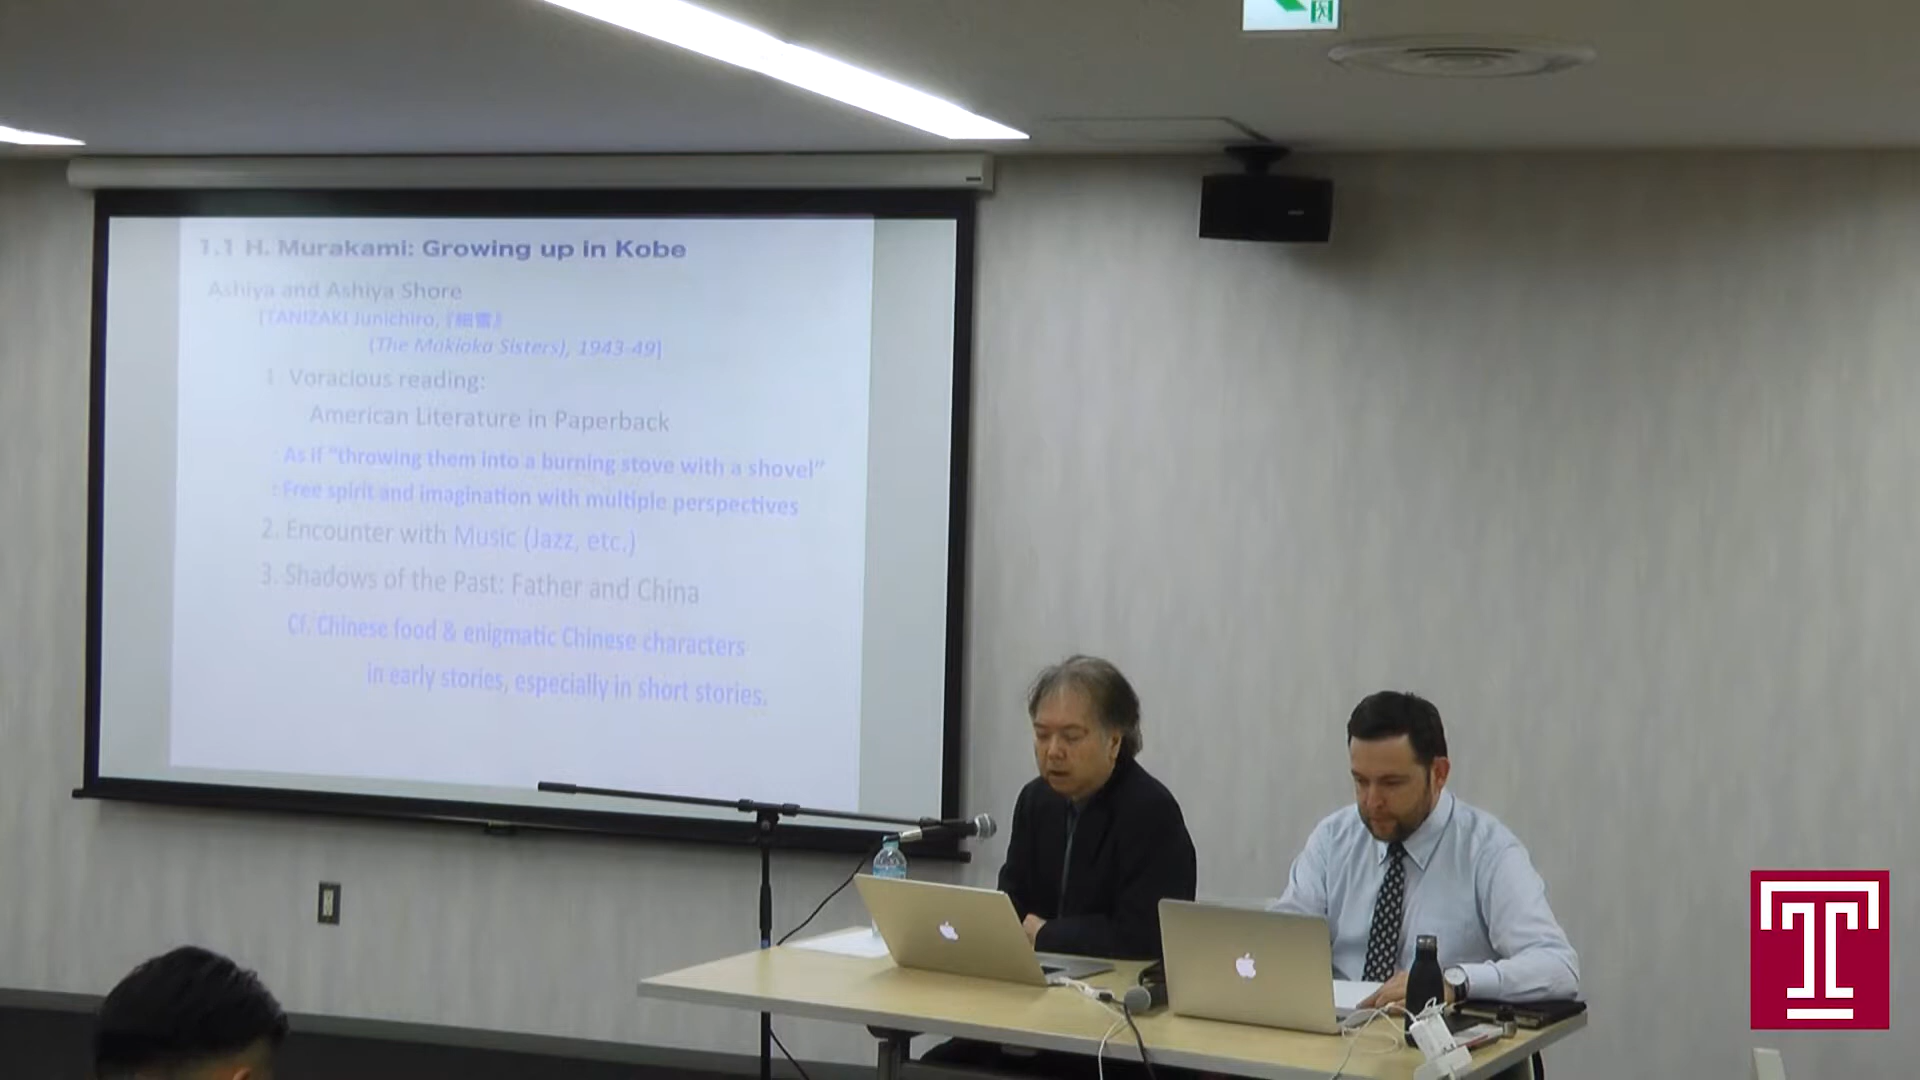 1.1 H. Murakami: Growing up in Kobe
Ashiya and Ashiya Shore
[TANIZAKI Junichiro, 『細雪』
(The Makioka Sisters), 1943-49]
1 Voracious reading:
American Literature in Paperback
: As if "throwing them into a burning stove with a shovel"
: Free spirit and imagination with multiple perspectives
2. Encounter with Music (Jazz, etc.)
3. Shadows of the Past: Father and China
Cf. Chinese food & enigmatic Chinese characters
in early stories, especially in short stories.
T